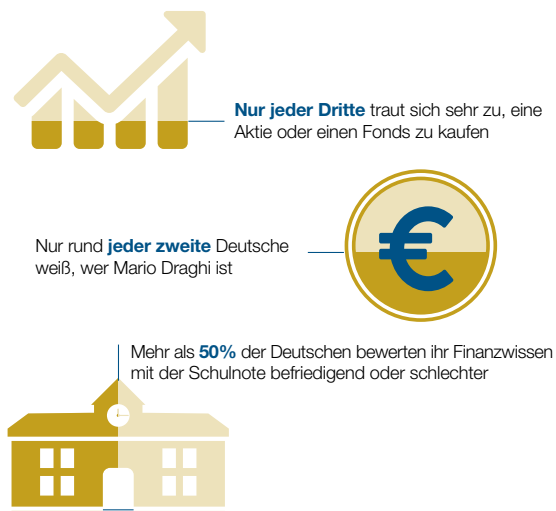 Nur jeder Dritte traut sich sehr zu, eine
Aktie oder einen Fonds zu kaufen
Nur rund jeder zweite Deutsche
weiß, wer Mario Draghi ist
€
Mehr als 50% der Deutschen bewerten ihr Finanzwissen
mit der Schulnote befriedigend oder schlechter